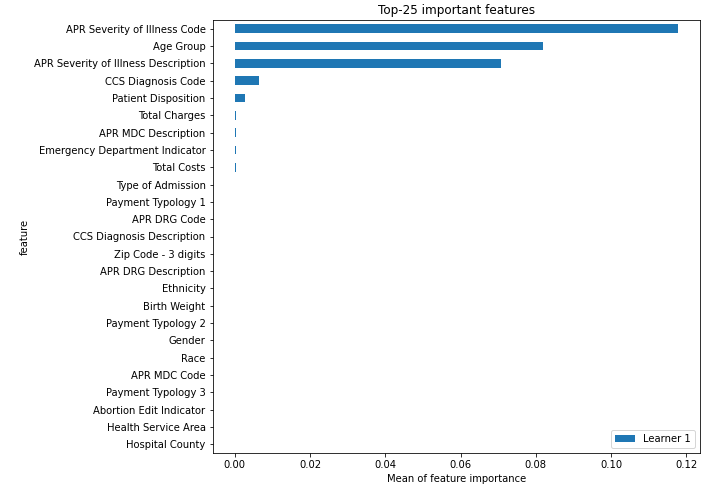 Top-25 important features
APR Severity of Illness Code
Age Group
APR Severity of Illness Description
CCS Diagnosis Code
Patient Disposition
Total Charges
APR MDC Description
Emergency Department Indicator
Total Costs
Type of Admission
Payment Typology 1
APR DRG Code
CCS Diagnosis Description
Zip Code - 3 digits
APR DRG Description
Ethnicity
Birth Weight
Payment Typology 2
Gender
Race
APR MDC Code
Payment Typology 3
Abortion Edit Indicator
Health Service Area
Hospital County
feature
Learner 1
0.00 0.02 0.04 0.06 0.08 0.10 0.12
Mean of feature importance